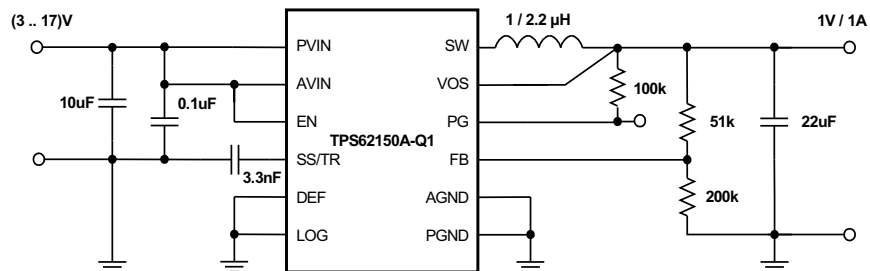 (3 .. 17)V
1 / 2.2 µH
1V / 1A
PVIN
SW
AVIN
VOS
10uF
0.1uF
100k
EN
PG
51k
22uF
TPS62150A-Q1
SS/TR
FB
3.3nF
DEF
AGND
200k
LOG
PGND